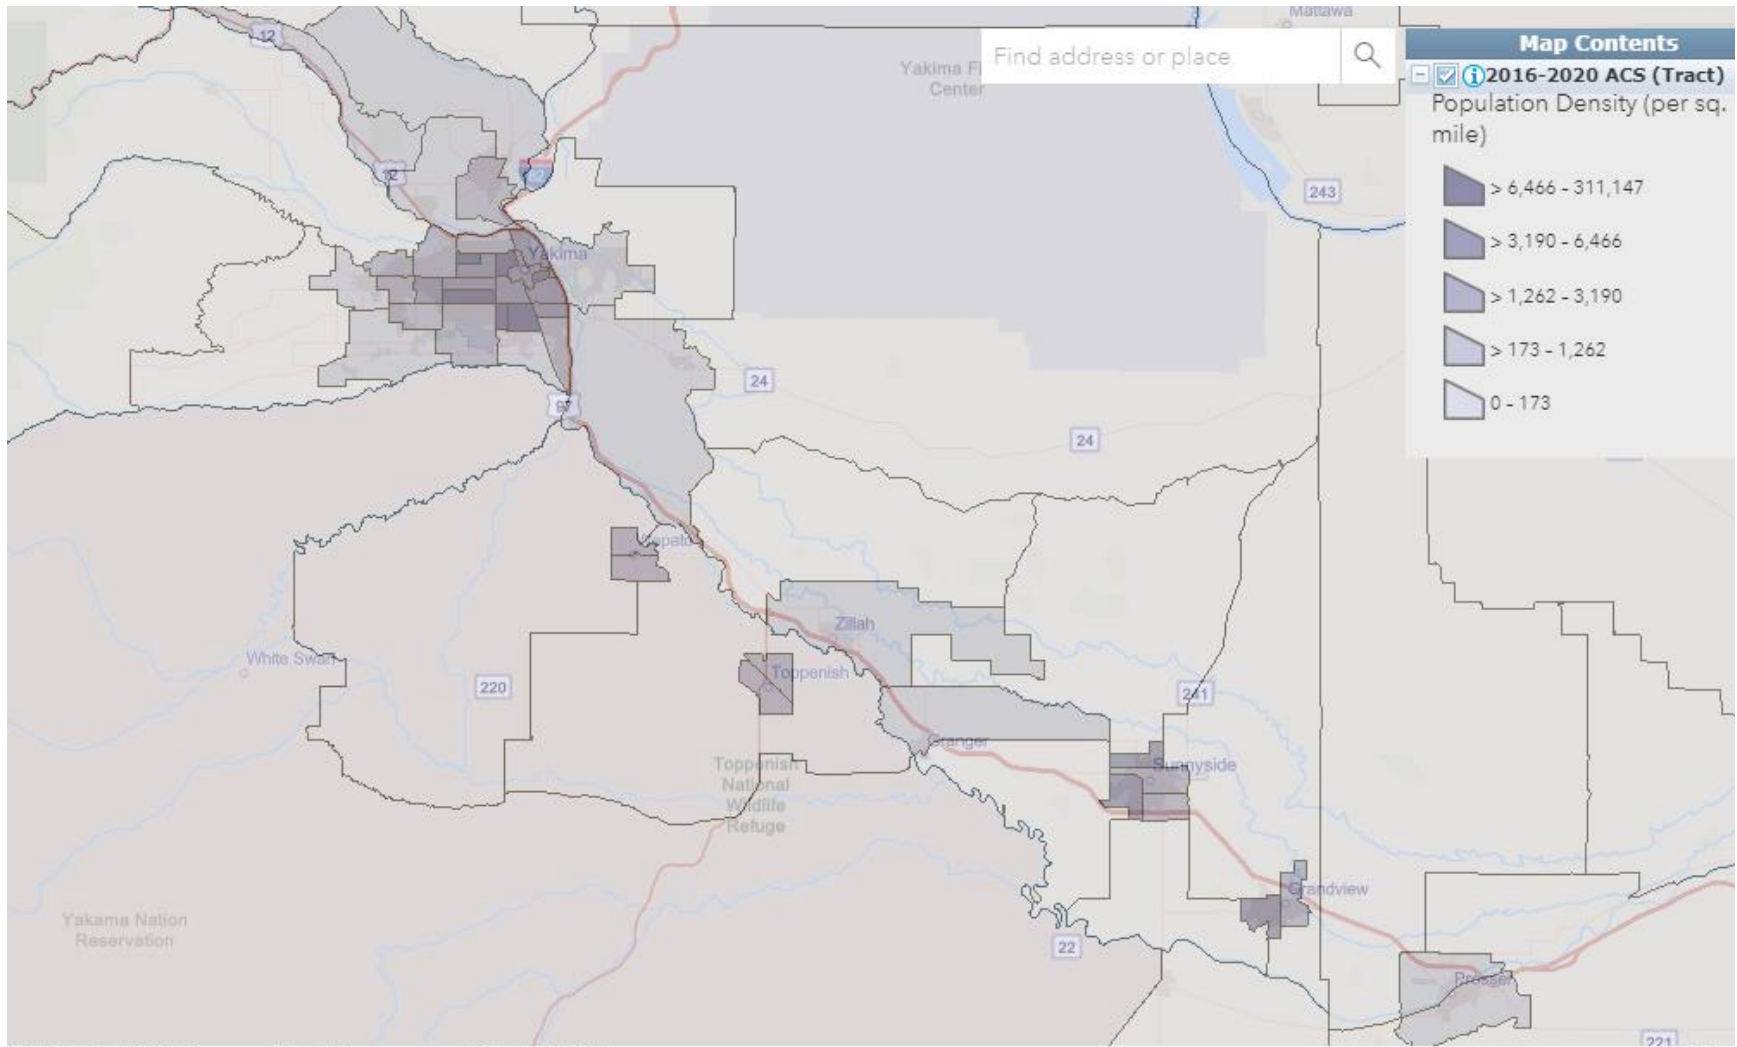 12
Mattawa
Find address or place
Map Contents
2016-2020 ACS (Tract)
Population Density (per sq.
mile)
> 6,466 - 311,147
> 3,190 - 6,466
> 1,262 - 3,190
> 173 - 1,262
0 - 173
Yakima
Center
12
82
243
Yakima
24
97
24
Wapato
Zillah
White Swan
Toppenish
220
241
Granger
Toppenish
National
Wildlife
Refuge
Sunnyside
Grandview
Yakama Nation
Reservation
22
Prosser
221